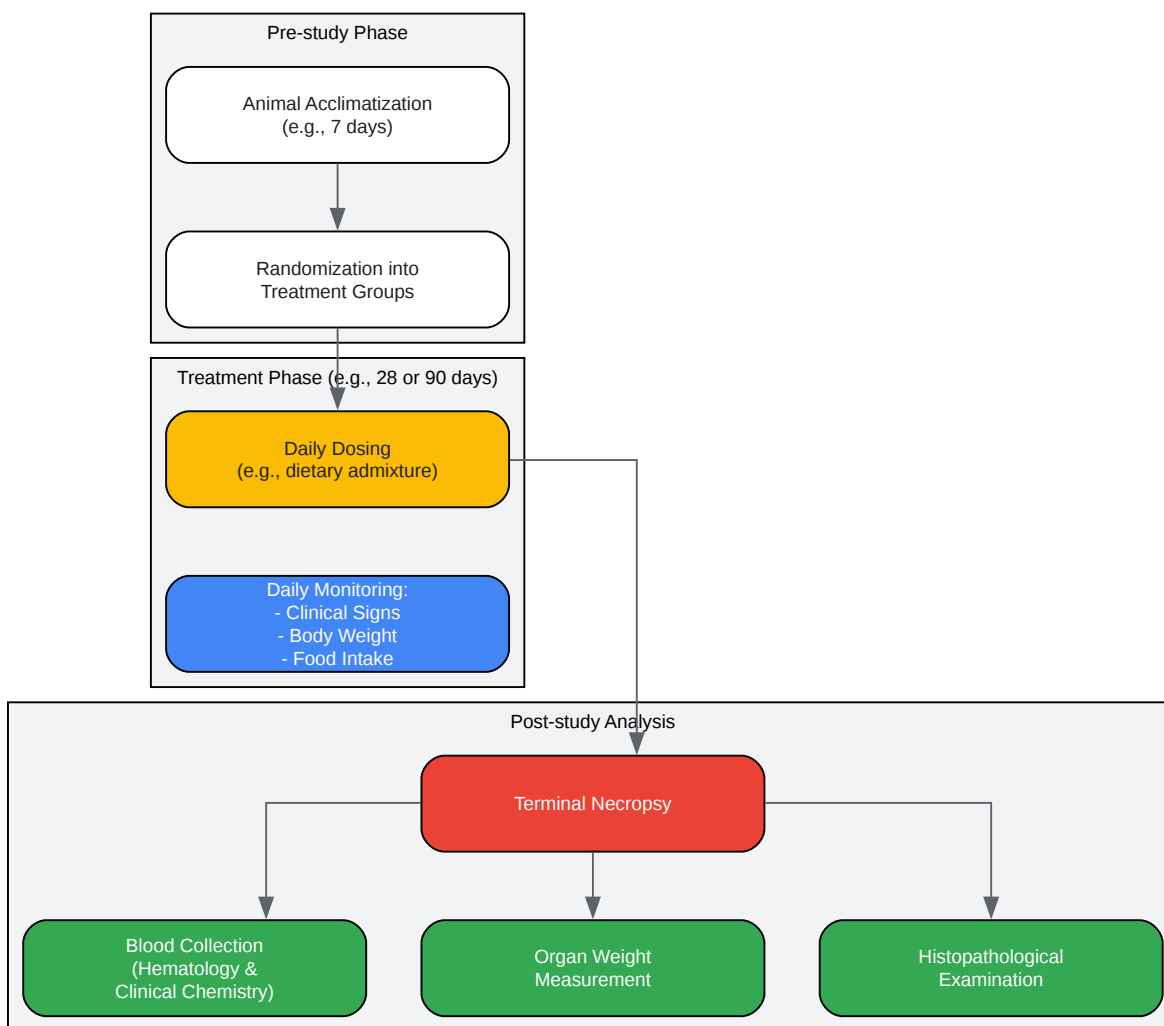 Pre-study Phase
Animal Acclimatization
(e.g., 7 days)
Randomization into
Treatment Groups
Treatment Phase (e.g., 28 or 90 days)
Daily Dosing
(e.g., dietary admixture)
Daily Monitoring:
- Clinical Signs
- Body Weight
- Food Intake
Post-study Analysis
Terminal Necropsy
Blood Collection
(Hematology &
Clinical Chemistry)
Organ Weight
Measurement
Histopathological
Examination